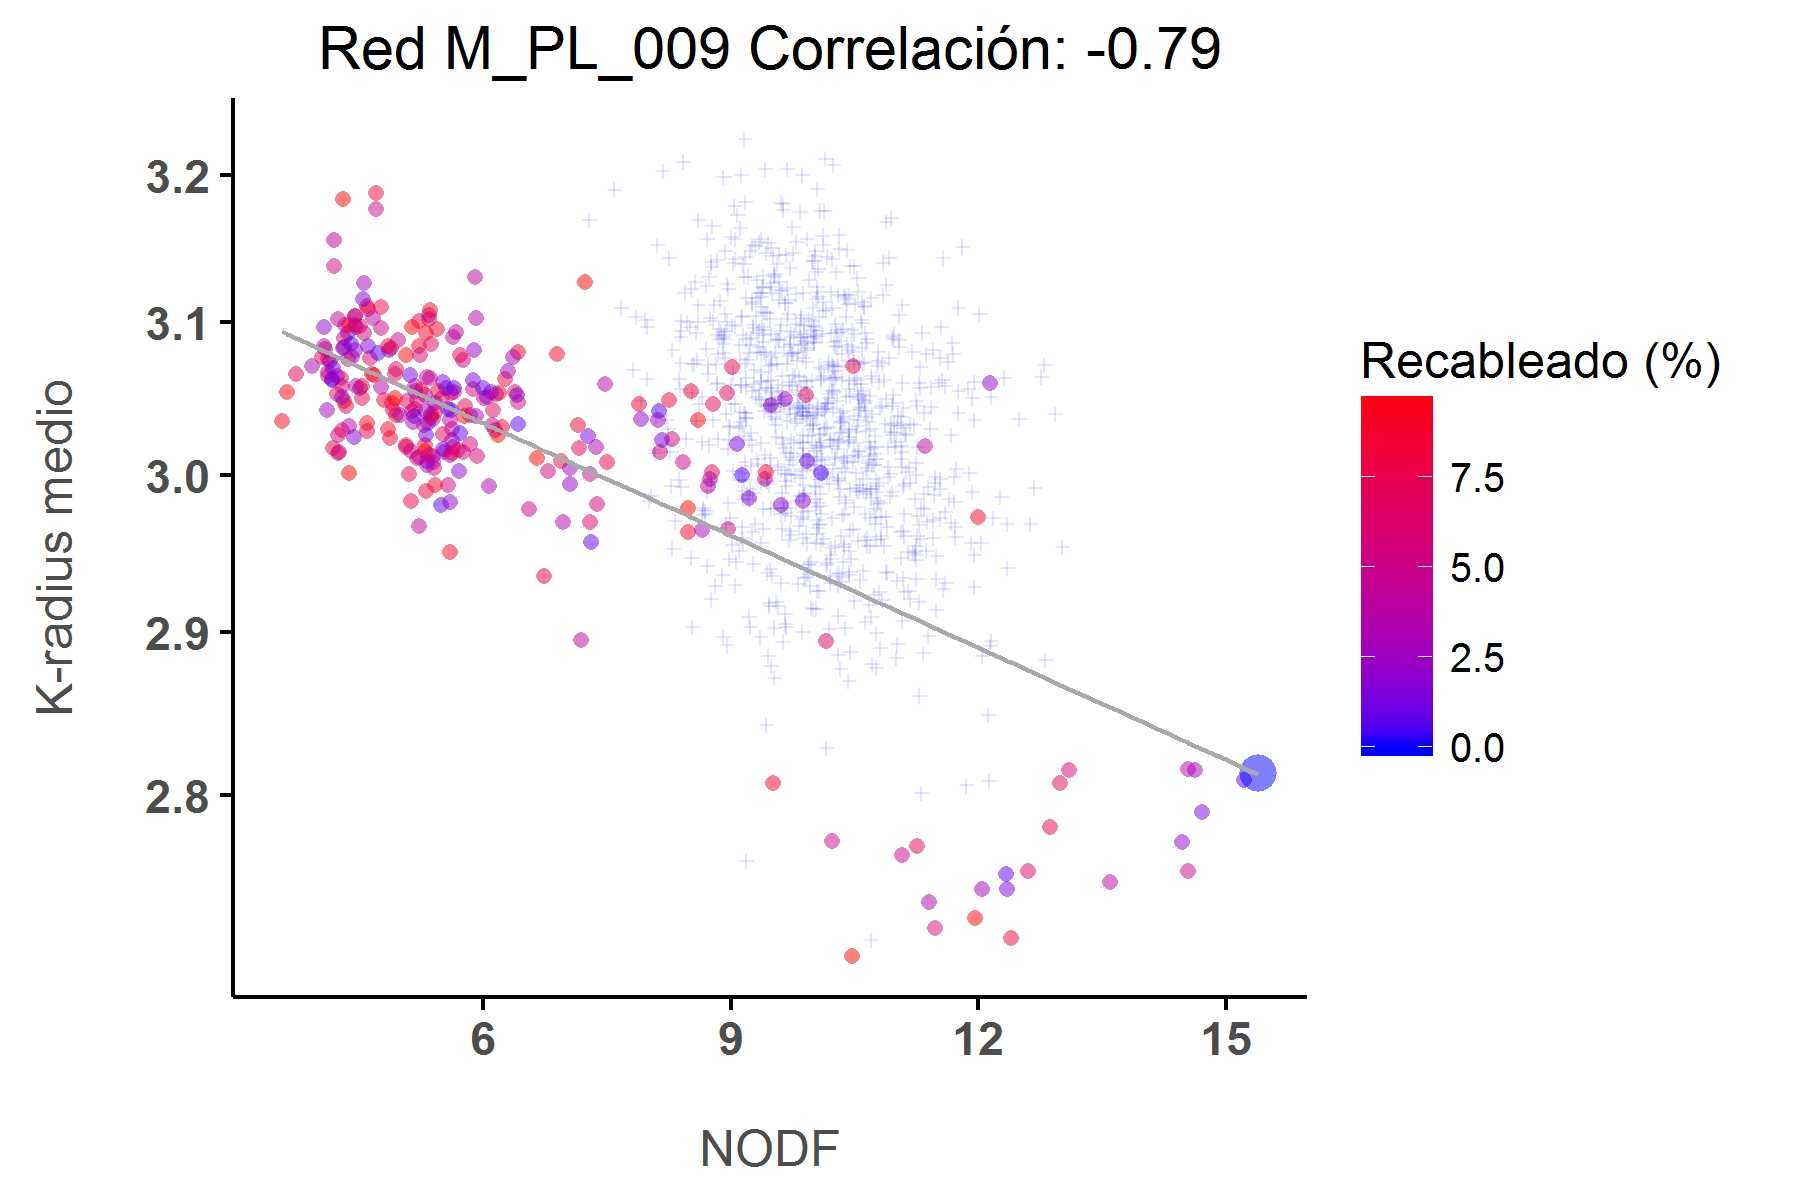 Red M_PL_009 Correlación: -0.79
3.2
3.1
3.0
2.9
2.8
K-radius medio
6 9 12 15
NODF
Recableado (%)
7.5
5.0
2.5
0.0